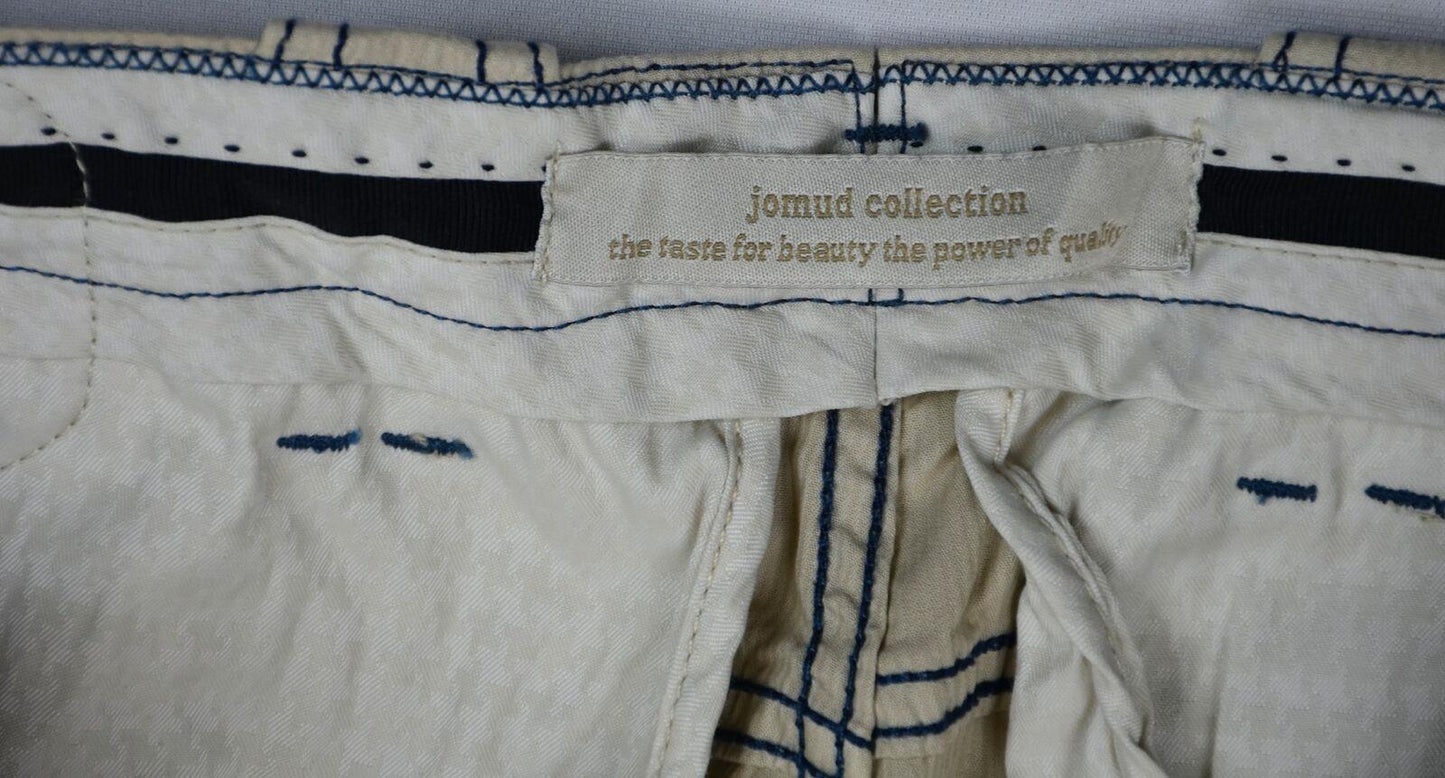 jomud collection
the taste for beauty the power of quality